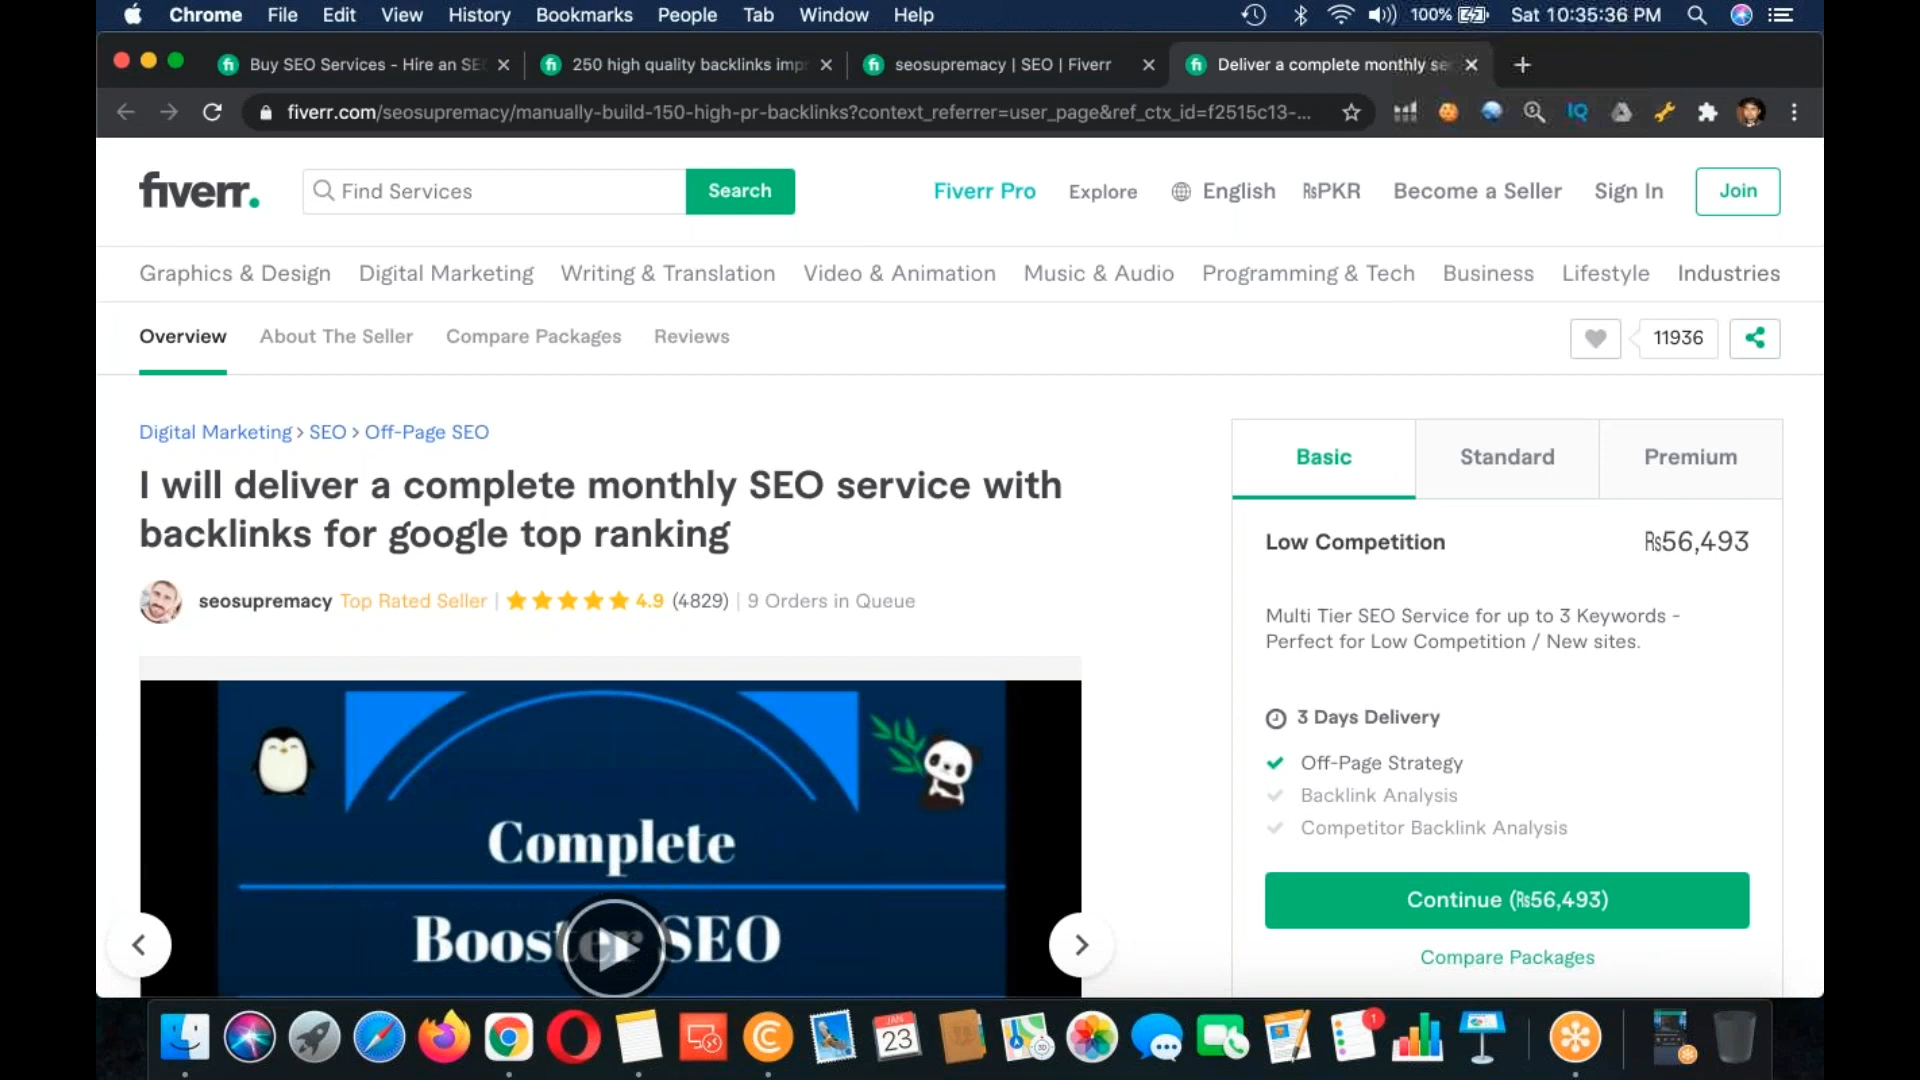 Chrome File Edit View History Bookmarks People Tab Window Help 100% Sat 10:35:36 PM
Buy SEO Services - Hire an SE
250 high quality backlinks imp
seosupremacy | SEO | Fiverr
Deliver a complete monthly se
fiverr.com/seosupremacy/manually-build-150-high-pr-backlinks?context_referrer=user_page&ref_ctx_id=f2515c13-...
IQ
fiverr. Find Services Search Fiverr Pro Explore English ₨PKR Become a Seller Sign In Join
Graphics & Design Digital Marketing Writing & Translation Video & Animation Music & Audio Programming & Tech Business Lifestyle Industries
Overview About The Seller Compare Packages Reviews 11936
Digital Marketing > SEO > Off-Page SEO
I will deliver a complete monthly SEO service with
backlinks for google top ranking
seosupremacy Top Rated Seller | 4.9 (4829) | 9 Orders in Queue
Complete
Booster SEO
Basic Standard Premium
Low Competition ₨56,493
Multi Tier SEO Service for up to 3 Keywords -
Perfect for Low Competition / New sites.
3 Days Delivery
Off-Page Strategy
Backlink Analysis
Competitor Backlink Analysis
Continue (₨56,493)
Compare Packages
JAN
23
3D
1